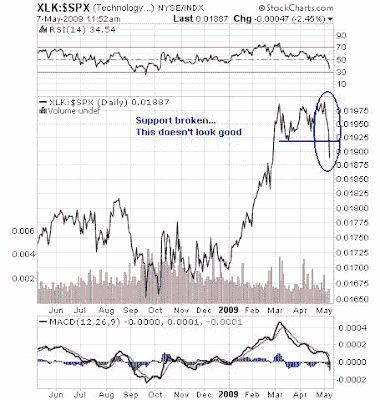 XLK:$SPX (Technology...) NYSE/INDX © StockCharts.com
7-May-2009 11:52am Last 0.01887 Chg -0.00047 (-2.45%)
RSI(14) 34.54
90
70
50
30
10
XLK:$SPX (Daily) 0.01887
Volume undef
Support broken...
This doesn't look good
0.01975
0.01950
0.01925
0.01900
0.01875
0.01850
0.01825
0.01800
0.01775
0.01750
0.01725
0.01700
0.01675
0.01650
0.006
0.004
0.002
Jun Jul Aug Sep Oct Nov Dec 2009 Feb Mar Apr May
MACD(12,26,9) -0.0000, 0.0001, -0.0001
0.0004
0.0002
0.0000
Jun Jul Aug Sep Oct Nov Dec 2009 Feb Mar Apr May